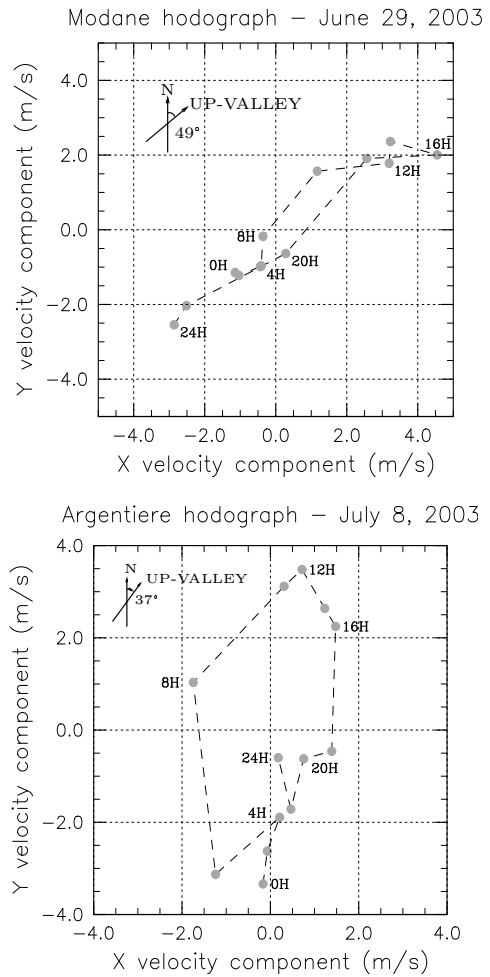 Modane hodograph – June 29, 2003
Y velocity component (m/s)
4.0
2.0
0.0
−2.0
−4.0
N
UP-VALLEY
49°
16H
12H
8H
20H
0H
4H
24H
−4.0 −2.0 0.0 2.0 4.0
X velocity component (m/s)
Argentiere hodograph – July 8, 2003
Y velocity component (m/s)
4.0
2.0
0.0
−2.0
−4.0
N
UP-VALLEY
37°
12H
16H
8H
24H
20H
4H
0H
−4.0 −2.0 0.0 2.0 4.0
X velocity component (m/s)